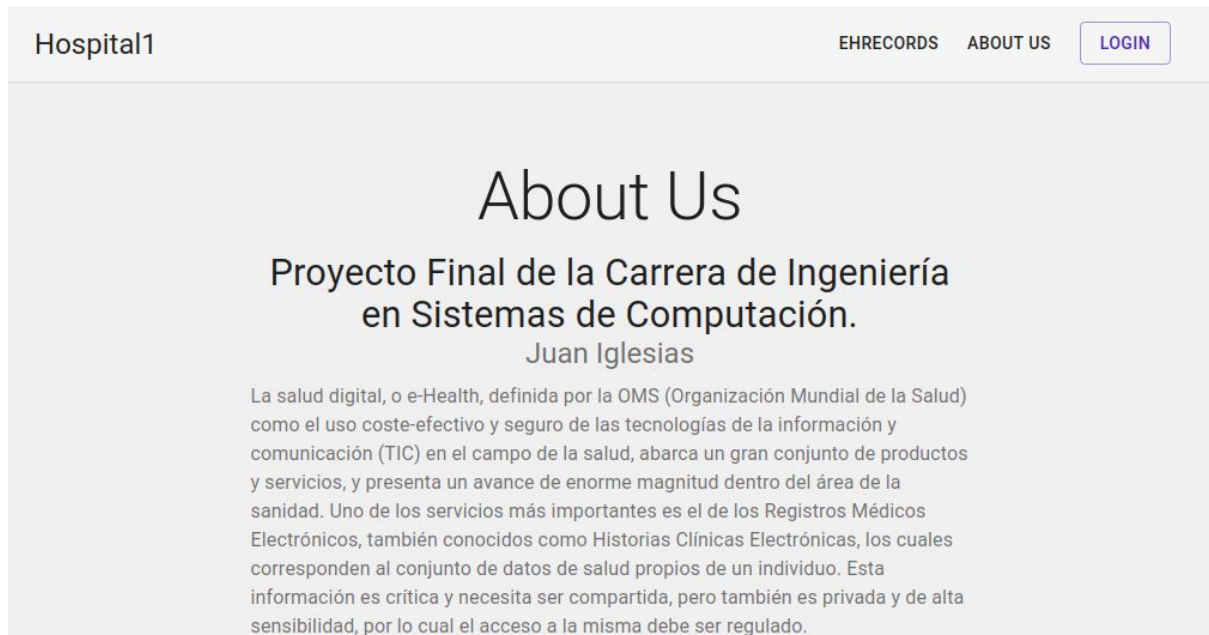 Hospital1
EHRECORDS ABOUT US LOGIN
About Us
Proyecto Final de la Carrera de Ingeniería
en Sistemas de Computación.
Juan Iglesias
La salud digital, o e-Health, definida por la OMS (Organización Mundial de la Salud)
como el uso coste-efectivo y seguro de las tecnologías de la información y
comunicación (TIC) en el campo de la salud, abarca un gran conjunto de productos
y servicios, y presenta un avance de enorme magnitud dentro del área de la
sanidad. Uno de los servicios más importantes es el de los Registros Médicos
Electrónicos, también conocidos como Historias Clínicas Electrónicas, los cuales
corresponden al conjunto de datos de salud propios de un individuo. Esta
información es crítica y necesita ser compartida, pero también es privada y de alta
sensibilidad, por lo cual el acceso a la misma debe ser regulado.